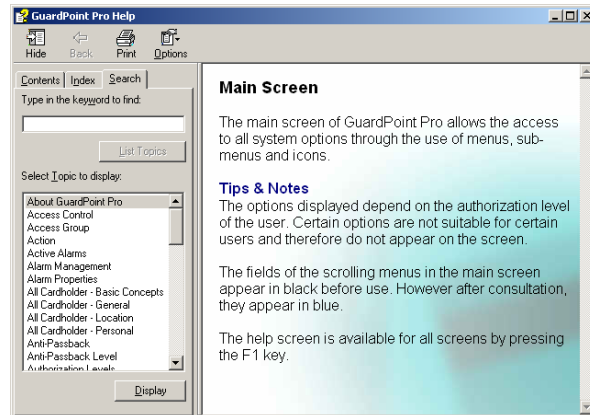 GuardPoint Pro Help
Hide Back Print Options
Contents Index Search
Type in the keyword to find:
List Topics
Select Topic to display:
About GuardPoint Pro
Access Control
Access Group
Action
Active Alarms
Alarm Management
Alarm Properties
All Cardholder - Basic Concepts
All Cardholder - General
All Cardholder - Location
All Cardholder - Personal
Anti-Passback
Anti-Passback Level
Authorization Levels
Display
Main Screen
The main screen of GuardPoint Pro allows the access
to all system options through the use of menus, sub-
menus and icons.
Tips & Notes
The options displayed depend on the authorization level
of the user. Certain options are not suitable for certain
users and therefore do not appear on the screen.
The fields of the scrolling menus in the main screen
appear in black before use. However after consultation,
they appear in blue.
The help screen is available for all screens by pressing
the F1 key.